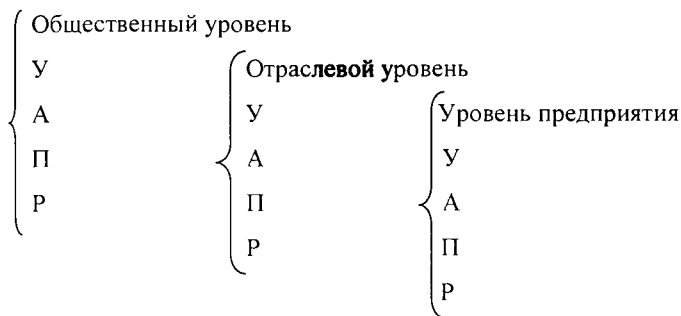 Общественный уровень
У
А
П
Р
Отраслевой уровень
У
А
П
Р
Уровень предприятия
У
А
П
Р